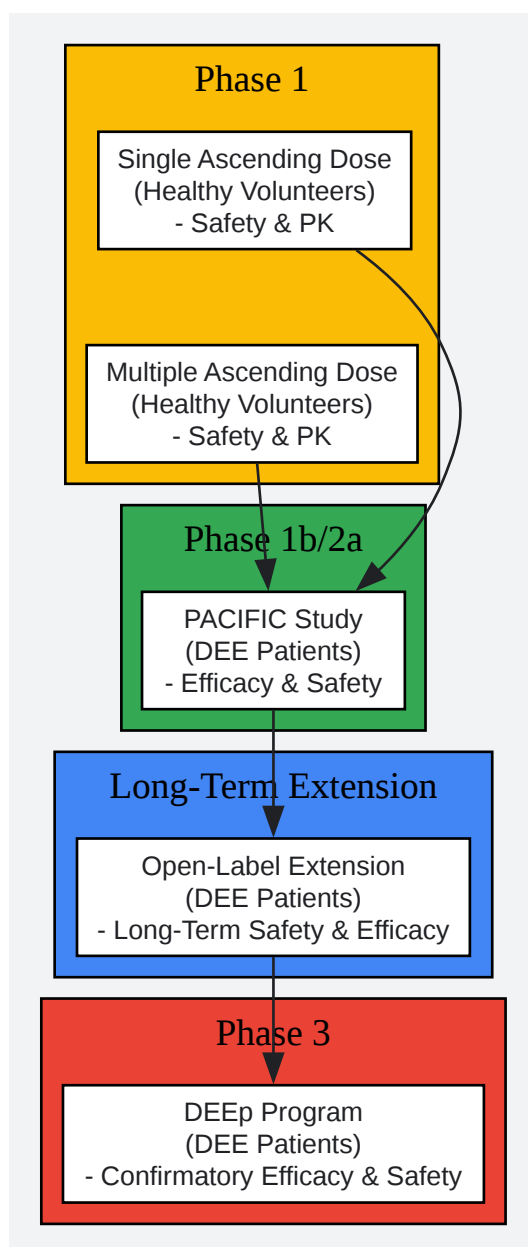 Phase 1
Single Ascending Dose
(Healthy Volunteers)
- Safety & PK
Multiple Ascending Dose
(Healthy Volunteers)
- Safety & PK
Phase 1b/2a
PACIFIC Study
(DEE Patients)
- Efficacy & Safety
Long-Term Extension
Open-Label Extension
(DEE Patients)
- Long-Term Safety & Efficacy
Phase 3
DEEp Program
(DEE Patients)
- Confirmatory Efficacy & Safety